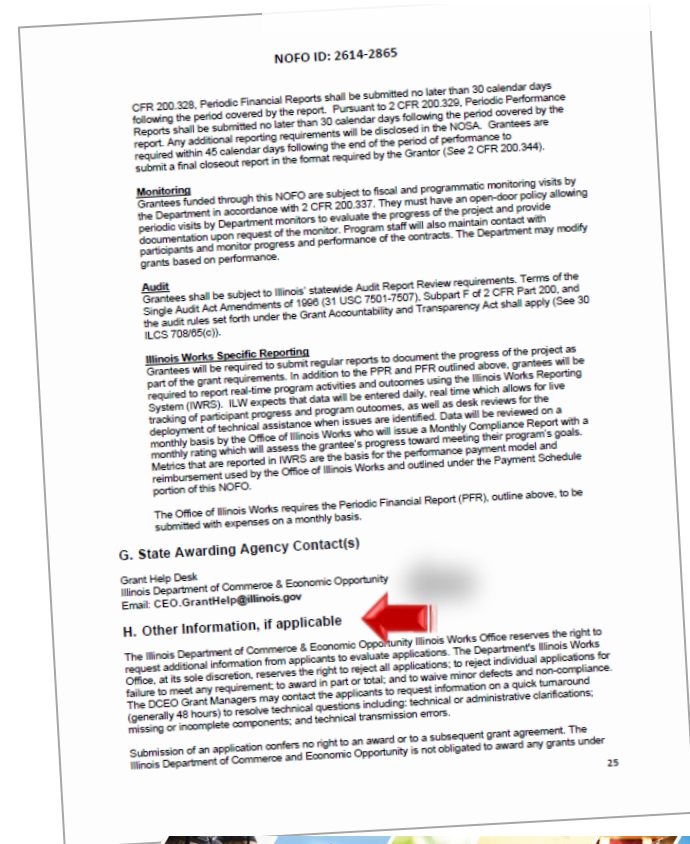 NOFO ID: 2614-2865
CFR 200.328, Periodic Financial Reports shall be submitted no later than 30 calendar days
following the period covered by the report. Pursuant to 2 CFR 200.329, Periodic Performance
Reports shall be submitted no later than 30 calendar days following the period covered by the
report. Any additional reporting requirements will be disclosed in the NOSA. Grantees are
required within 45 calendar days following the end of the period of performance to
submit a final closeout report in the format required by the Grantor (See 2 CFR 200.344).
Monitoring
Grantees funded through this NOFO are subject to fiscal and programmatic monitoring visits by
the Department in accordance with 2 CFR 200.337. They must have an open-door policy allowing
periodic visits by Department monitors to evaluate the progress of the project and provide
documentation upon request of the monitor. Program staff will also maintain contact with
participants and monitor progress and performance of the contracts. The Department may modify
grants based on performance.
Audit
Grantees shall be subject to Illinois' statewide Audit Report Review requirements. Terms of the
Single Audit Act Amendments of 1996 (31 USC 7501-7507), Subpart F of 2 CFR Part 200, and
the audit rules set forth under the Grant Accountability and Transparency Act shall apply (See 30
ILCS 708/65(c)).
Illinois Works Specific Reporting
Grantees will be required to submit regular reports to document the progress of the project as
part of the grant requirements. In addition to the PPR and PFR outlined above, grantees will be
required to report real-time program activities and outcomes using the Illinois Works Reporting
System (IWRS). ILW expects that data will be entered daily, real time which allows for live
tracking of participant progress and program outcomes, as well as desk reviews for the
deployment of technical assistance when issues are identified. Data will be reviewed on a
monthly basis by the Office of Illinois Works who will issue a Monthly Compliance Report with a
monthly rating which will assess the grantee's progress toward meeting their program's goals.
Metrics that are reported in IWRS are the basis for the performance payment model and
reimbursement used by the Office of Illinois Works and outlined under the Payment Schedule
portion of this NOFO.
The Office of Illinois Works requires the Periodic Financial Report (PFR), outline above, to be
submitted with expenses on a monthly basis.
G. State Awarding Agency Contact(s)
Grant Help Desk
Illinois Department of Commerce & Economic Opportunity
Email: CEO.GrantHelp@illinois.gov
H. Other Information, if applicable
The Illinois Department of Commerce & Economic Opportunity Illinois Works Office reserves the right to
request additional information from applicants to evaluate applications. The Department's Illinois Works
Office, at its sole discretion, reserves the right to reject all applications; to reject individual applications for
failure to meet any requirement; to award in part or total; and to waive minor defects and non-compliance.
The DCEO Grant Managers may contact the applicants to request information on a quick turnaround
(generally 48 hours) to resolve technical questions including: technical or administrative clarifications;
missing or incomplete components; and technical transmission errors.
Submission of an application confers no right to an award or to a subsequent grant agreement. The
Illinois Department of Commerce and Economic Opportunity is not obligated to award any grants under
25